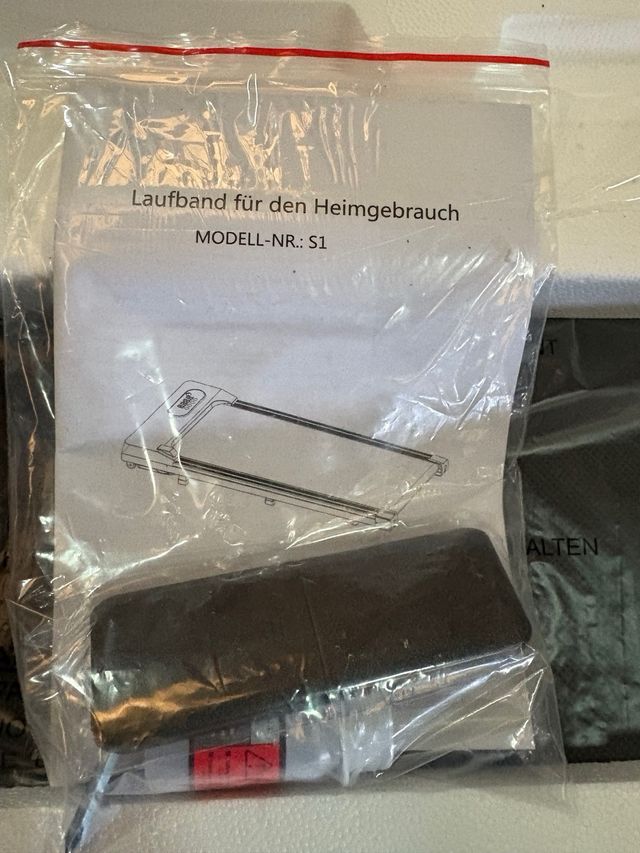 Laufband für den Heimgebrauch
MODELL-NR.: S1
ALTEN